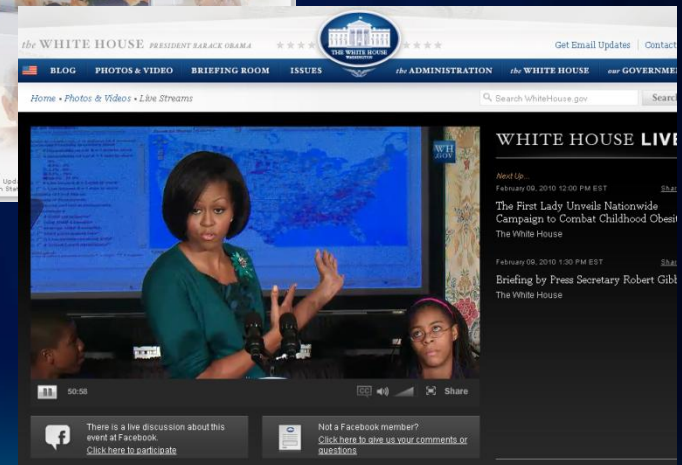 the WHITE HOUSE PRESIDENT BARACK OBAMA
THE WHITE HOUSE
WASHINGTON
Get Email Updates Contact
BLOG PHOTOS & VIDEO BRIEFING ROOM ISSUES the ADMINISTRATION the WHITE HOUSE our GOVERNME
Home • Photos & Videos • Live Streams
Search WhiteHouse.gov
Search
WH
.GOV
WHITE HOUSE LIVE
Next Up...
February 09, 2010 12:00 PM EST Shar
The First Lady Unveils Nationwide
Campaign to Combat Childhood Obesi
The White House
February 09, 2010 1:30 PM EST Shar
Briefing by Press Secretary Robert Gibb
The White House
50:58
CC
Share
There is a live discussion about this
event at Facebook.
Click here to participate
Not a Facebook member?
Click here to give us your comments or
questions